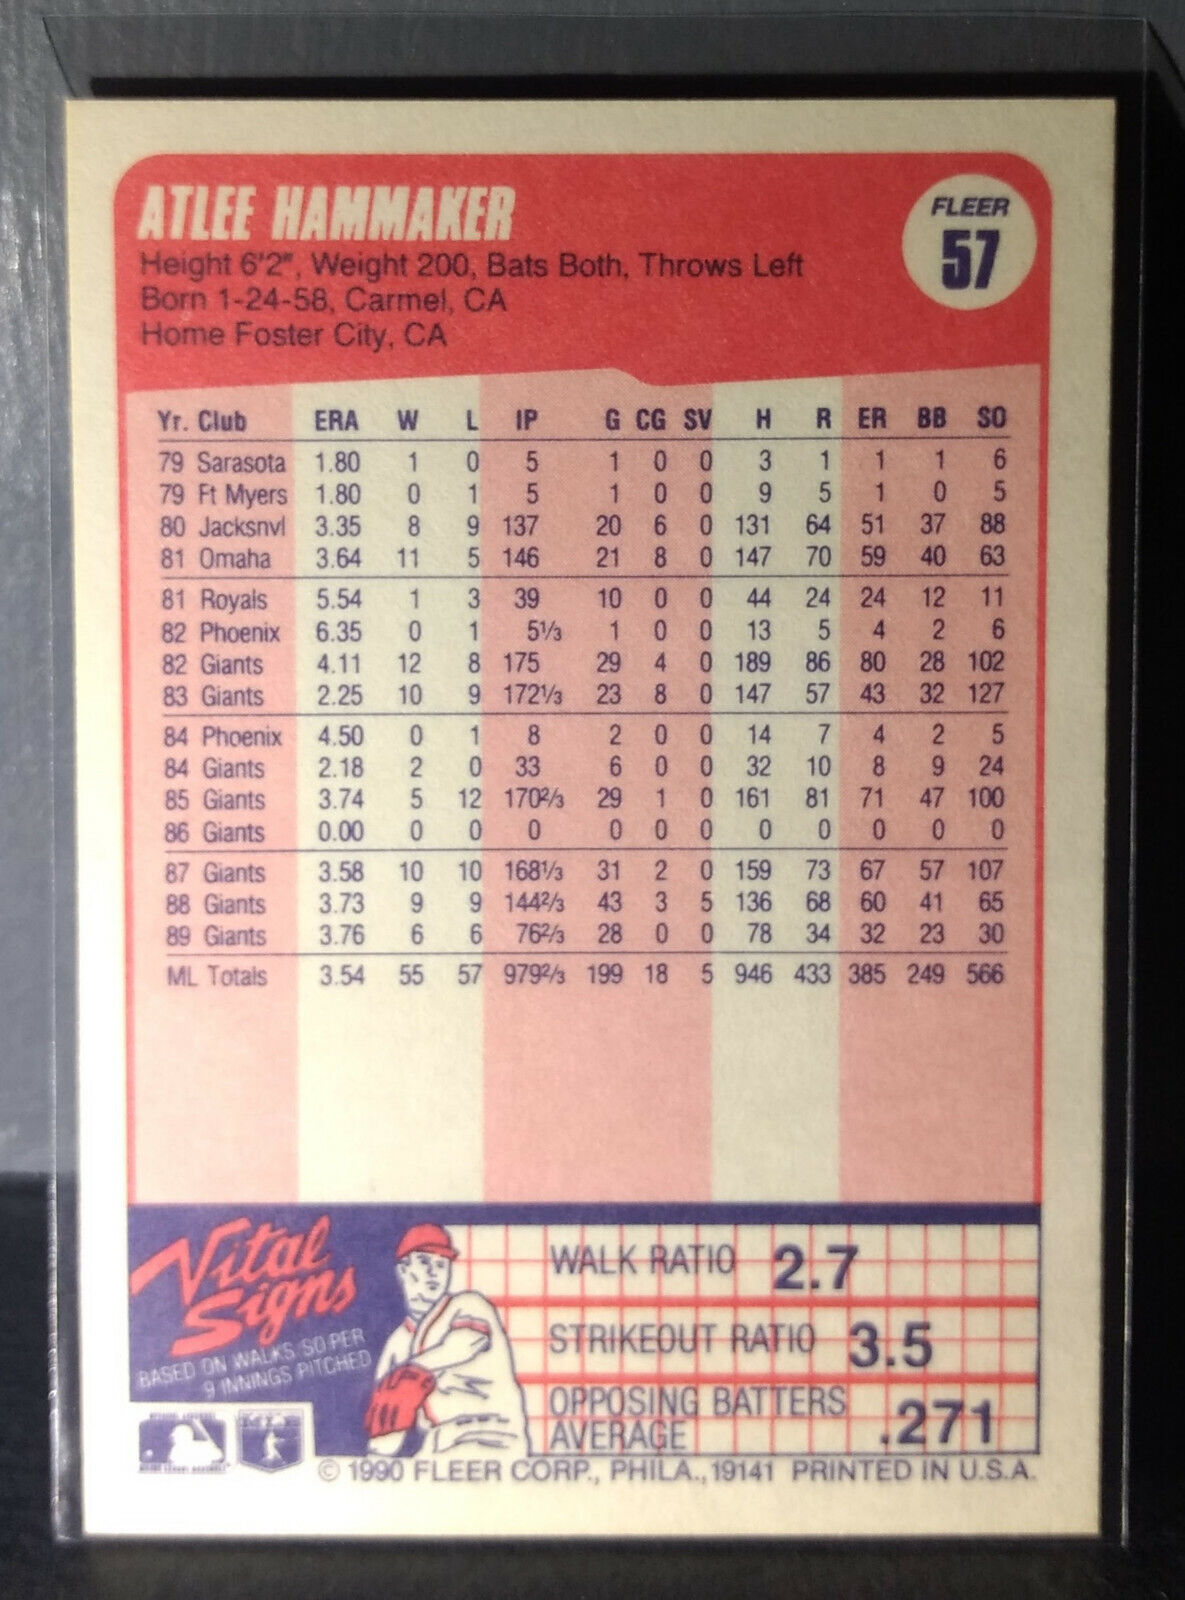 ATLEE HAMMAKER
FLEER
57
Height 6'2", Weight 200, Bats Both, Throws Left
Born 1-24-58, Carmel, CA
Home Foster City, CA
Yr. Club ERA W L IP G CG SV H R ER BB SO
79 Sarasota 1.80 1 0 5 1 0 0 3 1 1 1 6
79 Ft Myers 1.80 0 1 5 1 0 0 9 5 1 0 5
80 Jacksnvl 3.35 8 9 137 20 6 0 131 64 51 37 88
81 Omaha 3.64 11 5 146 21 8 0 147 70 59 40 63
81 Royals 5.54 1 3 39 10 0 0 44 24 24 12 11
82 Phoenix 6.35 0 1 5⅓ 1 0 0 13 5 4 2 6
82 Giants 4.11 12 8 175 29 4 0 189 86 80 28 102
83 Giants 2.25 10 9 172⅓ 23 8 0 147 57 43 32 127
84 Phoenix 4.50 0 1 8 2 0 0 14 7 4 2 5
84 Giants 2.18 2 0 33 6 0 0 32 10 8 9 24
85 Giants 3.74 5 12 170⅔ 29 1 0 161 81 71 47 100
86 Giants 0.00 0 0 0 0 0 0 0 0 0 0 0
87 Giants 3.58 10 10 168⅓ 31 2 0 159 73 67 57 107
88 Giants 3.73 9 9 144⅔ 43 3 5 136 68 60 41 65
89 Giants 3.76 6 6 76⅔ 28 0 0 78 34 32 23 30
ML Totals 3.54 55 57 979⅔ 199 18 5 946 433 385 249 566
Vital
Signs
BASED ON WALKS, SO PER
9 INNINGS PITCHED
WALK RATIO 2.7
STRIKEOUT RATIO 3.5
OPPOSING BATTERS
AVERAGE .271
© 1990 FLEER CORP., PHILA., 19141 PRINTED IN U.S.A.